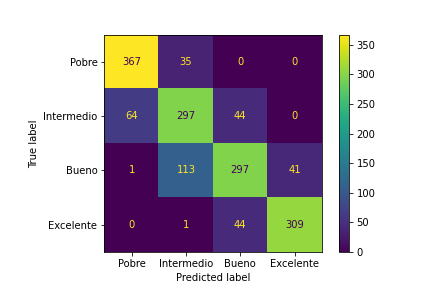 Pobre 367 35 0 0
Intermedio 64 297 44 0
Bueno 1 113 297 41
Excelente 0 1 44 309
Pobre Intermedio Bueno Excelente
Predicted label
True label
350
300
250
200
150
100
50
0